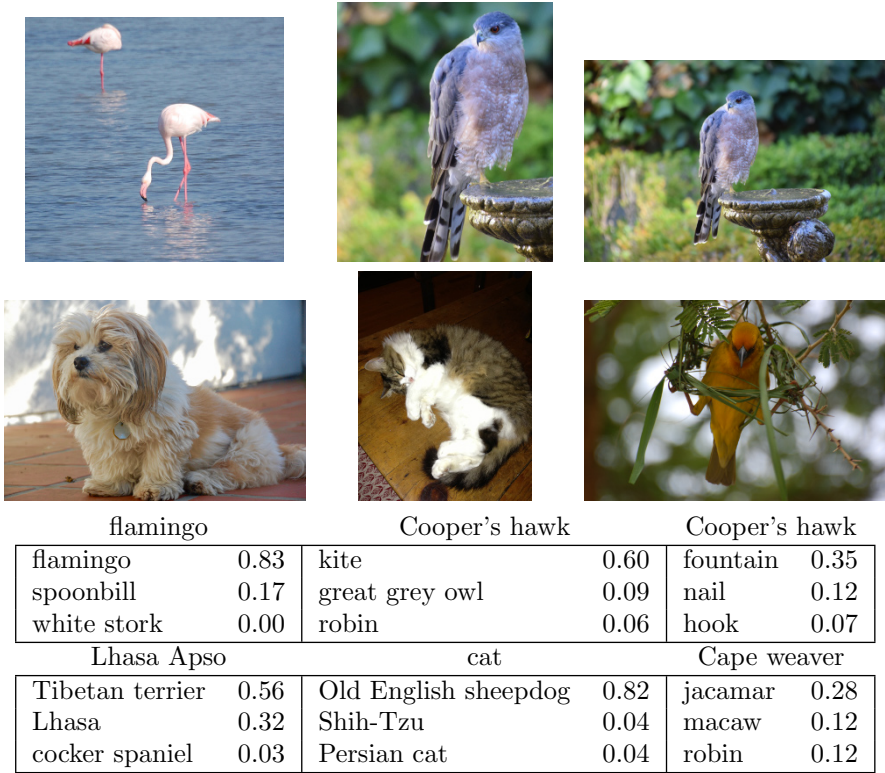 flamingo Cooper's hawk Cooper's hawk
flamingo 0.83 kite 0.60 fountain 0.35
spoonbill 0.17 great grey owl 0.09 nail 0.12
white stork 0.00 robin 0.06 hook 0.07
Lhasa Apso cat Cape weaver
Tibetan terrier 0.56 Old English sheepdog 0.82 jacamar 0.28
Lhasa 0.32 Shih-Tzu 0.04 macaw 0.12
cocker spaniel 0.03 Persian cat 0.04 robin 0.12